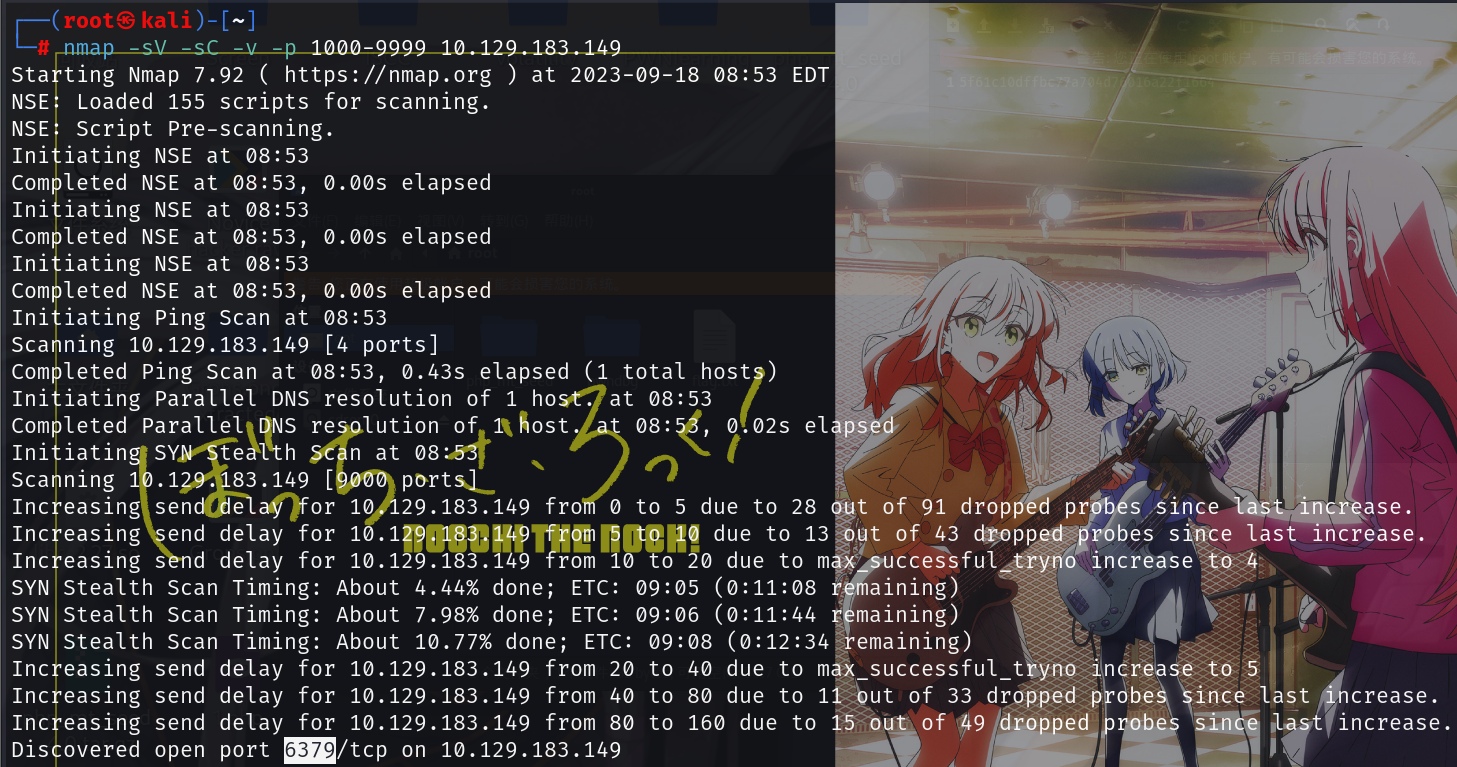 ┌──(root㉿kali)-[~]
└─# nmap -sV -sC -v -p 1000-9999 10.129.183.149
Starting Nmap 7.92 ( https://nmap.org ) at 2023-09-18 08:53 EDT
NSE: Loaded 155 scripts for scanning.
NSE: Script Pre-scanning.
Initiating NSE at 08:53
Completed NSE at 08:53, 0.00s elapsed
Initiating NSE at 08:53
Completed NSE at 08:53, 0.00s elapsed
Initiating NSE at 08:53
Completed NSE at 08:53, 0.00s elapsed
Initiating Ping Scan at 08:53
Scanning 10.129.183.149 [4 ports]
Completed Ping Scan at 08:53, 0.43s elapsed (1 total hosts)
Initiating Parallel DNS resolution of 1 host. at 08:53
Completed Parallel DNS resolution of 1 host. at 08:53, 0.02s elapsed
Initiating SYN Stealth Scan at 08:53
Scanning 10.129.183.149 [9000 ports]
Increasing send delay for 10.129.183.149 from 0 to 5 due to 28 out of 91 dropped probes since last increase.
Increasing send delay for 10.129.183.149 from 5 to 10 due to 13 out of 43 dropped probes since last increase.
Increasing send delay for 10.129.183.149 from 10 to 20 due to max_successful_tryno increase to 4
SYN Stealth Scan Timing: About 4.44% done; ETC: 09:05 (0:11:08 remaining)
SYN Stealth Scan Timing: About 7.98% done; ETC: 09:06 (0:11:44 remaining)
SYN Stealth Scan Timing: About 10.77% done; ETC: 09:08 (0:12:34 remaining)
Increasing send delay for 10.129.183.149 from 20 to 40 due to max_successful_tryno increase to 5
Increasing send delay for 10.129.183.149 from 40 to 80 due to 11 out of 33 dropped probes since last increase.
Increasing send delay for 10.129.183.149 from 80 to 160 due to 15 out of 49 dropped probes since last increase.
Discovered open port 6379/tcp on 10.129.183.149
ぼっち・ざ・ろっく!
BOCCHI THE ROCK!